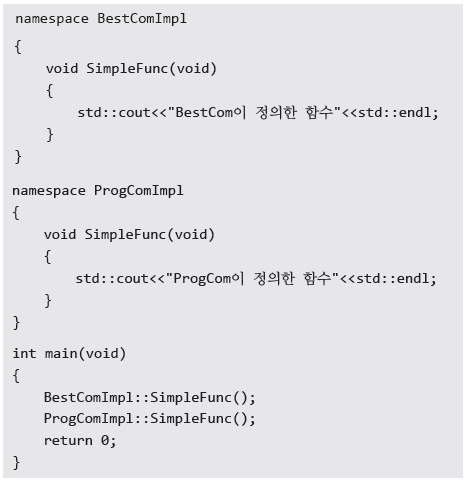 namespace BestComImpl
{
    void SimpleFunc(void)
    {
        std::cout<<"BestCom이 정의한 함수"<<std::endl;
    }
}
namespace ProgComImpl
{
    void SimpleFunc(void)
    {
        std::cout<<"ProgCom이 정의한 함수"<<std::endl;
    }
}
int main(void)
{
    BestComImpl::SimpleFunc();
    ProgComImpl::SimpleFunc();
    return 0;
}